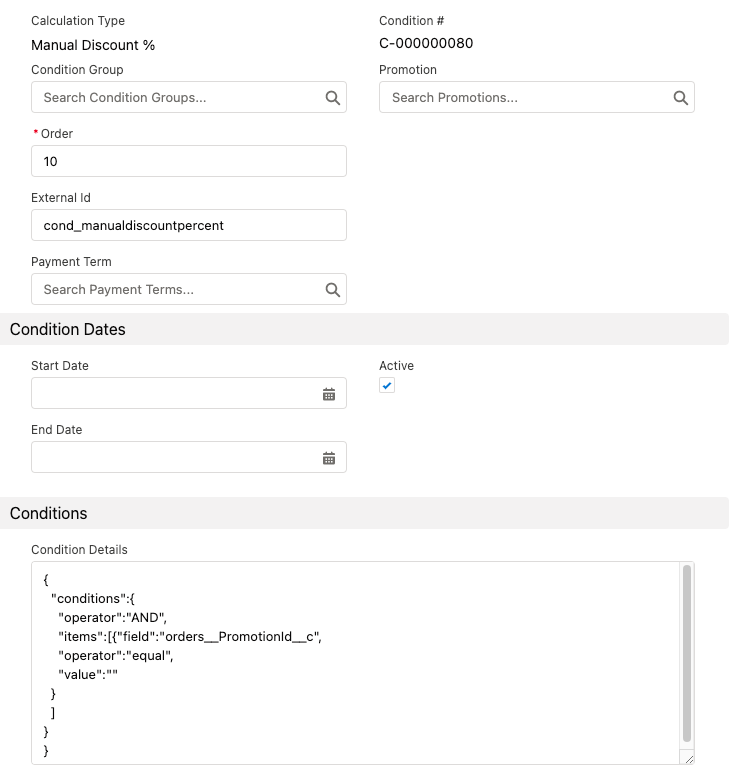 Calculation Type
Manual Discount %
Condition #
C-000000080
Condition Group
Search Condition Groups...
Promotion
Search Promotions...
* Order
10
External Id
cond_manualdiscountpercent
Payment Term
Search Payment Terms...
Condition Dates
Start Date
Active
End Date
Conditions
Condition Details
{
"conditions":{
"operator":"AND",
"items":[{"field":"orders__PromotionId__c",
"operator":"equal",
"value":""
}
]
}
}